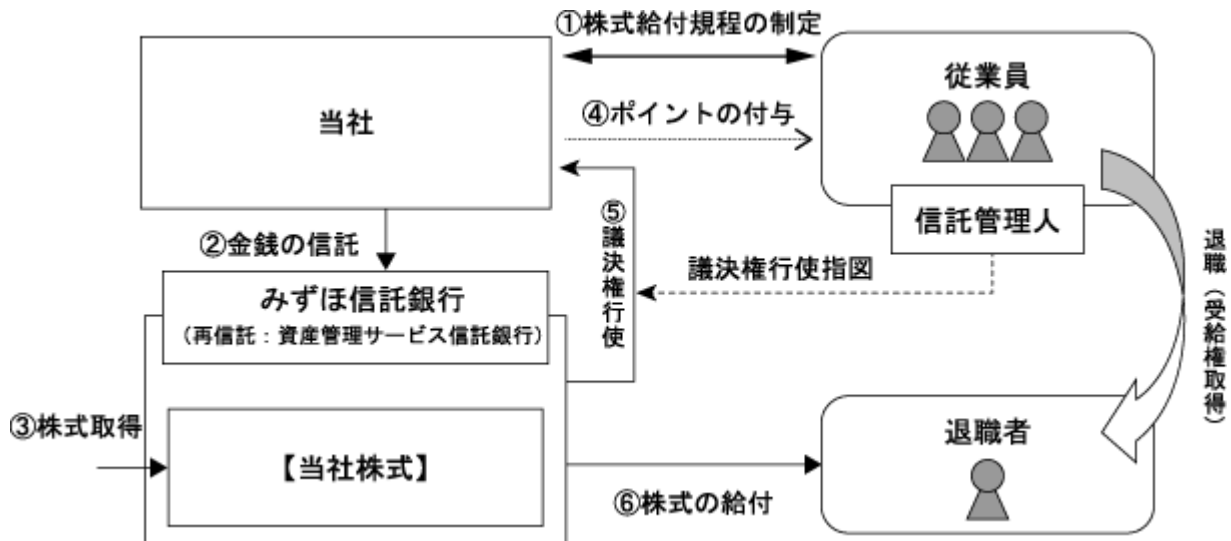 ①株式給付規程の制定
当社
従業員
④ポイントの付与
信託管理人
②金銭の信託
⑤議決権行使
議決権行使指図
退職（受給権取得）
みずほ信託銀行
（再信託：資産管理サービス信託銀行）
③株式取得
【当社株式】
退職者
⑥株式の給付